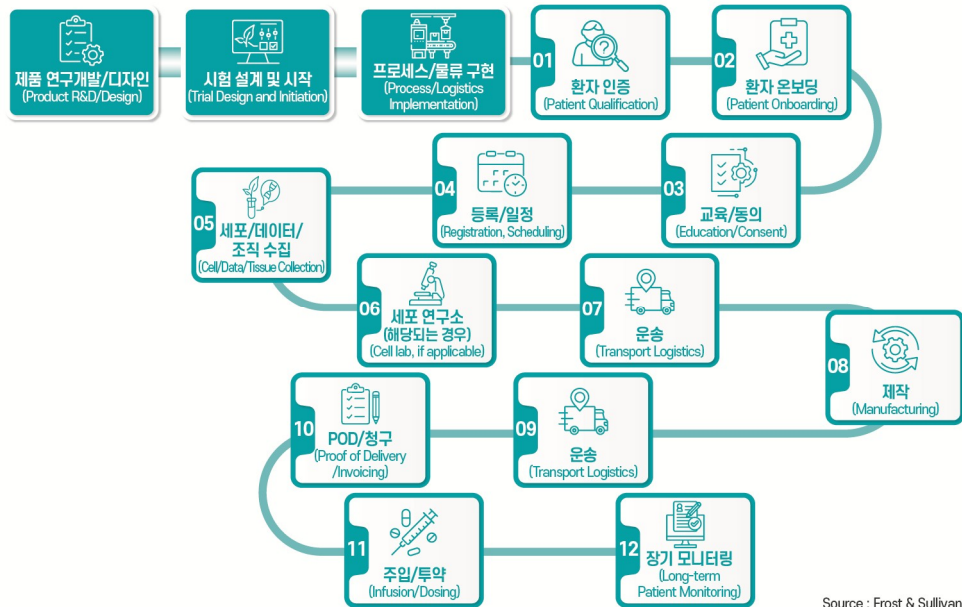 제품 연구개발/디자인
(Product R&D/Design)
시험 설계 및 시작
(Trial Design and Initiation)
프로세스/물류 구현
(Process/Logistics
Implementation)
01
환자 인증
(Patient Qualification)
02
환자 온보딩
(Patient Onboarding)
03
교육/동의
(Education/Consent)
04
등록/일정
(Registration, Scheduling)
05
세포/데이터/
조직 수집
(Cell/Data/Tissue Collection)
06
세포 연구소
(해당되는 경우)
(Cell lab, if applicable)
07
운송
(Transport Logistics)
08
제작
(Manufacturing)
09
운송
(Transport Logistics)
10
POD/청구
(Proof of Delivery
/Invoicing)
11
주입/투약
(Infusion/Dosing)
12
장기 모니터링
(Long-term
Patient Monitoring)
Source : Frost & Sullivan